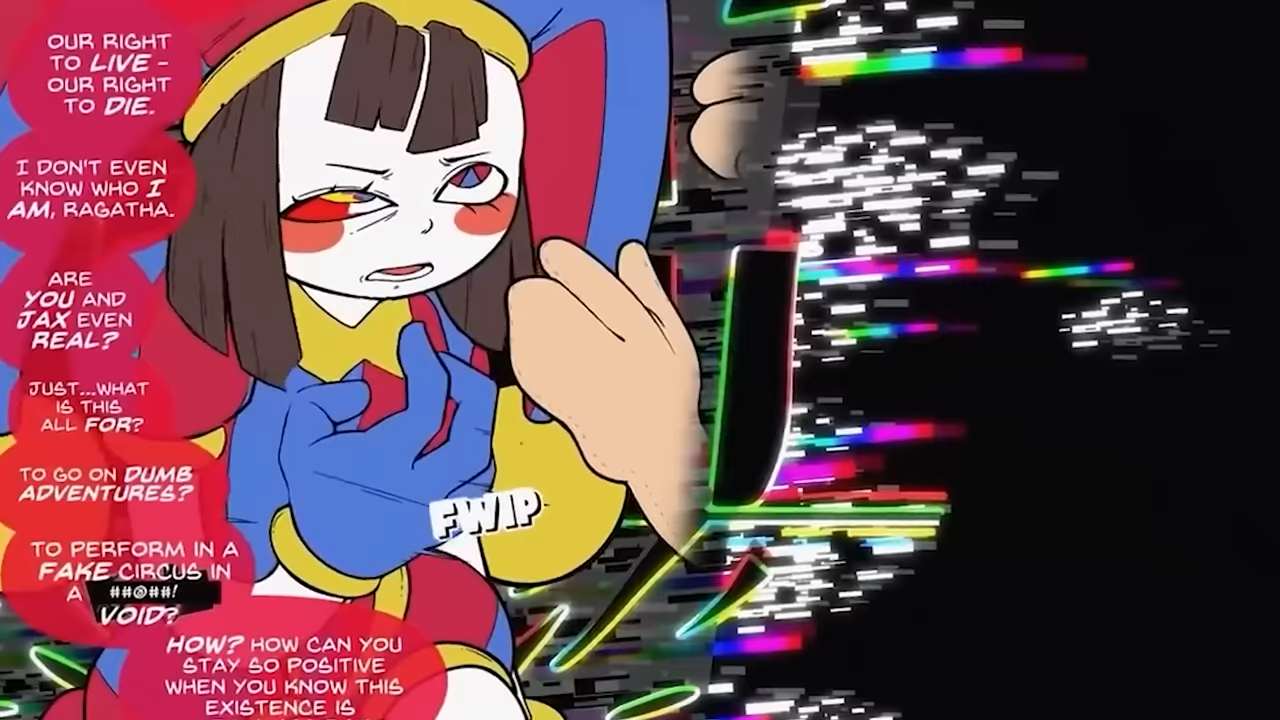 OUR RIGHT
TO LIVE -
OUR RIGHT
TO DIE.
I DON'T EVEN
KNOW WHO I
AM, RAGATHA.
ARE
YOU AND
JAX EVEN
REAL?
JUST...WHAT
IS THIS
ALL FOR?
TO GO ON DUMB
ADVENTURES?
TO PERFORM IN A
FAKE CIRCUS IN
A ##@##!
VOID?
HOW? HOW CAN YOU
STAY SO POSITIVE
WHEN YOU KNOW THIS
EXISTENCE IS
FWIP